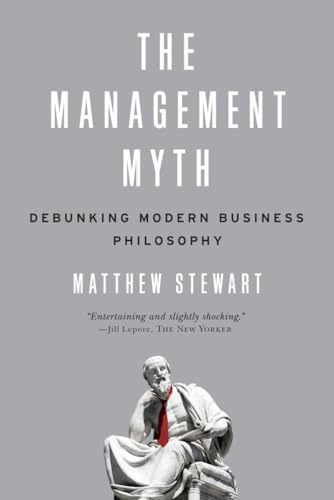 THE
MANAGEMENT
MYTH
DEBUNKING MODERN BUSINESS
PHILOSOPHY
MATTHEW STEWART
“Entertaining and slightly shocking.”
—Jill Lepore, THE NEW YORKER